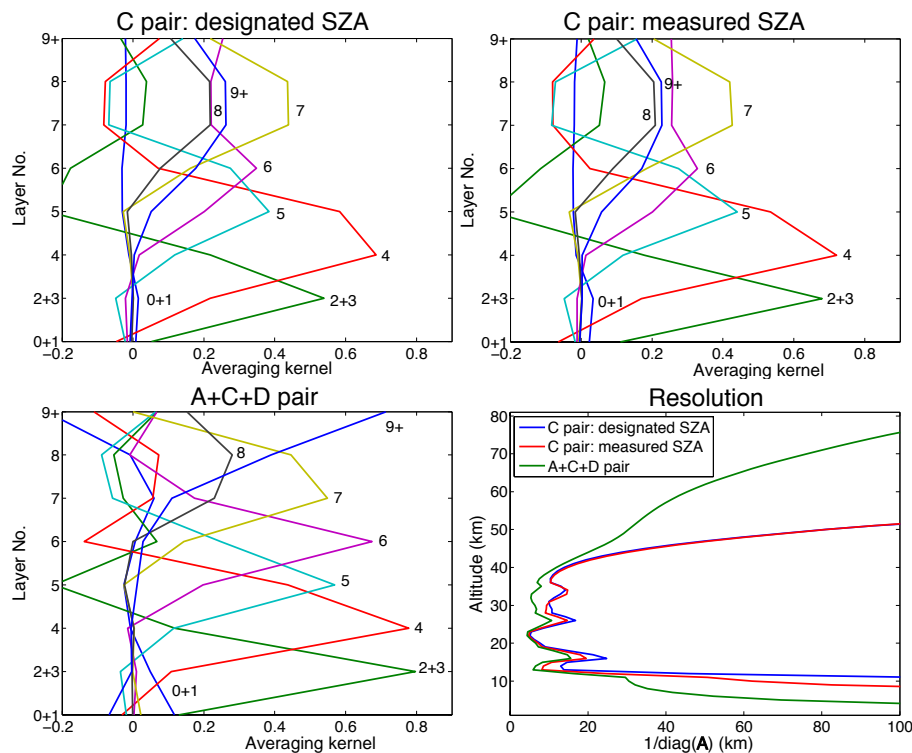 C pair: designated SZA
9+
8
7
6
5
4
2+3
0+1
Layer No.
−0.2 0 0.2 0.4 0.6 0.8
Averaging kernel
9+
8
7
6
5
4
2+3
0+1
C pair: measured SZA
9+
8
7
6
5
4
2+3
0+1
Layer No.
−0.2 0 0.2 0.4 0.6 0.8
Averaging kernel
9+
8
7
6
5
4
2+3
0+1
A+C+D pair
9+
8
7
6
5
4
2+3
0+1
Layer No.
−0.2 0 0.2 0.4 0.6 0.8
Averaging kernel
9+
8
7
6
5
4
2+3
0+1
Resolution
C pair: designated SZA
C pair: measured SZA
A+C+D pair
80
70
60
50
40
30
20
10
Altitude (km)
0 20 40 60 80 100
1/diag(A) (km)